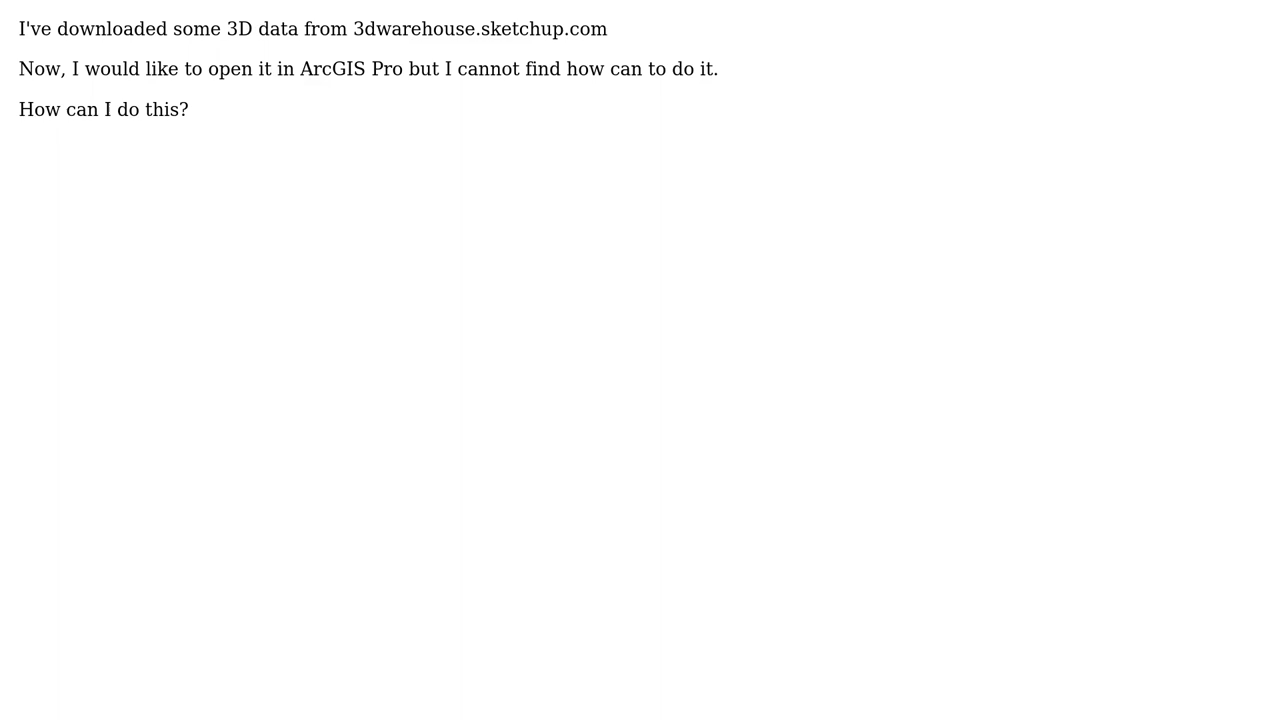 I've downloaded some 3D data from 3dwarehouse.sketchup.com
Now, I would like to open it in ArcGIS Pro but I cannot find how can to do it.
How can I do this?